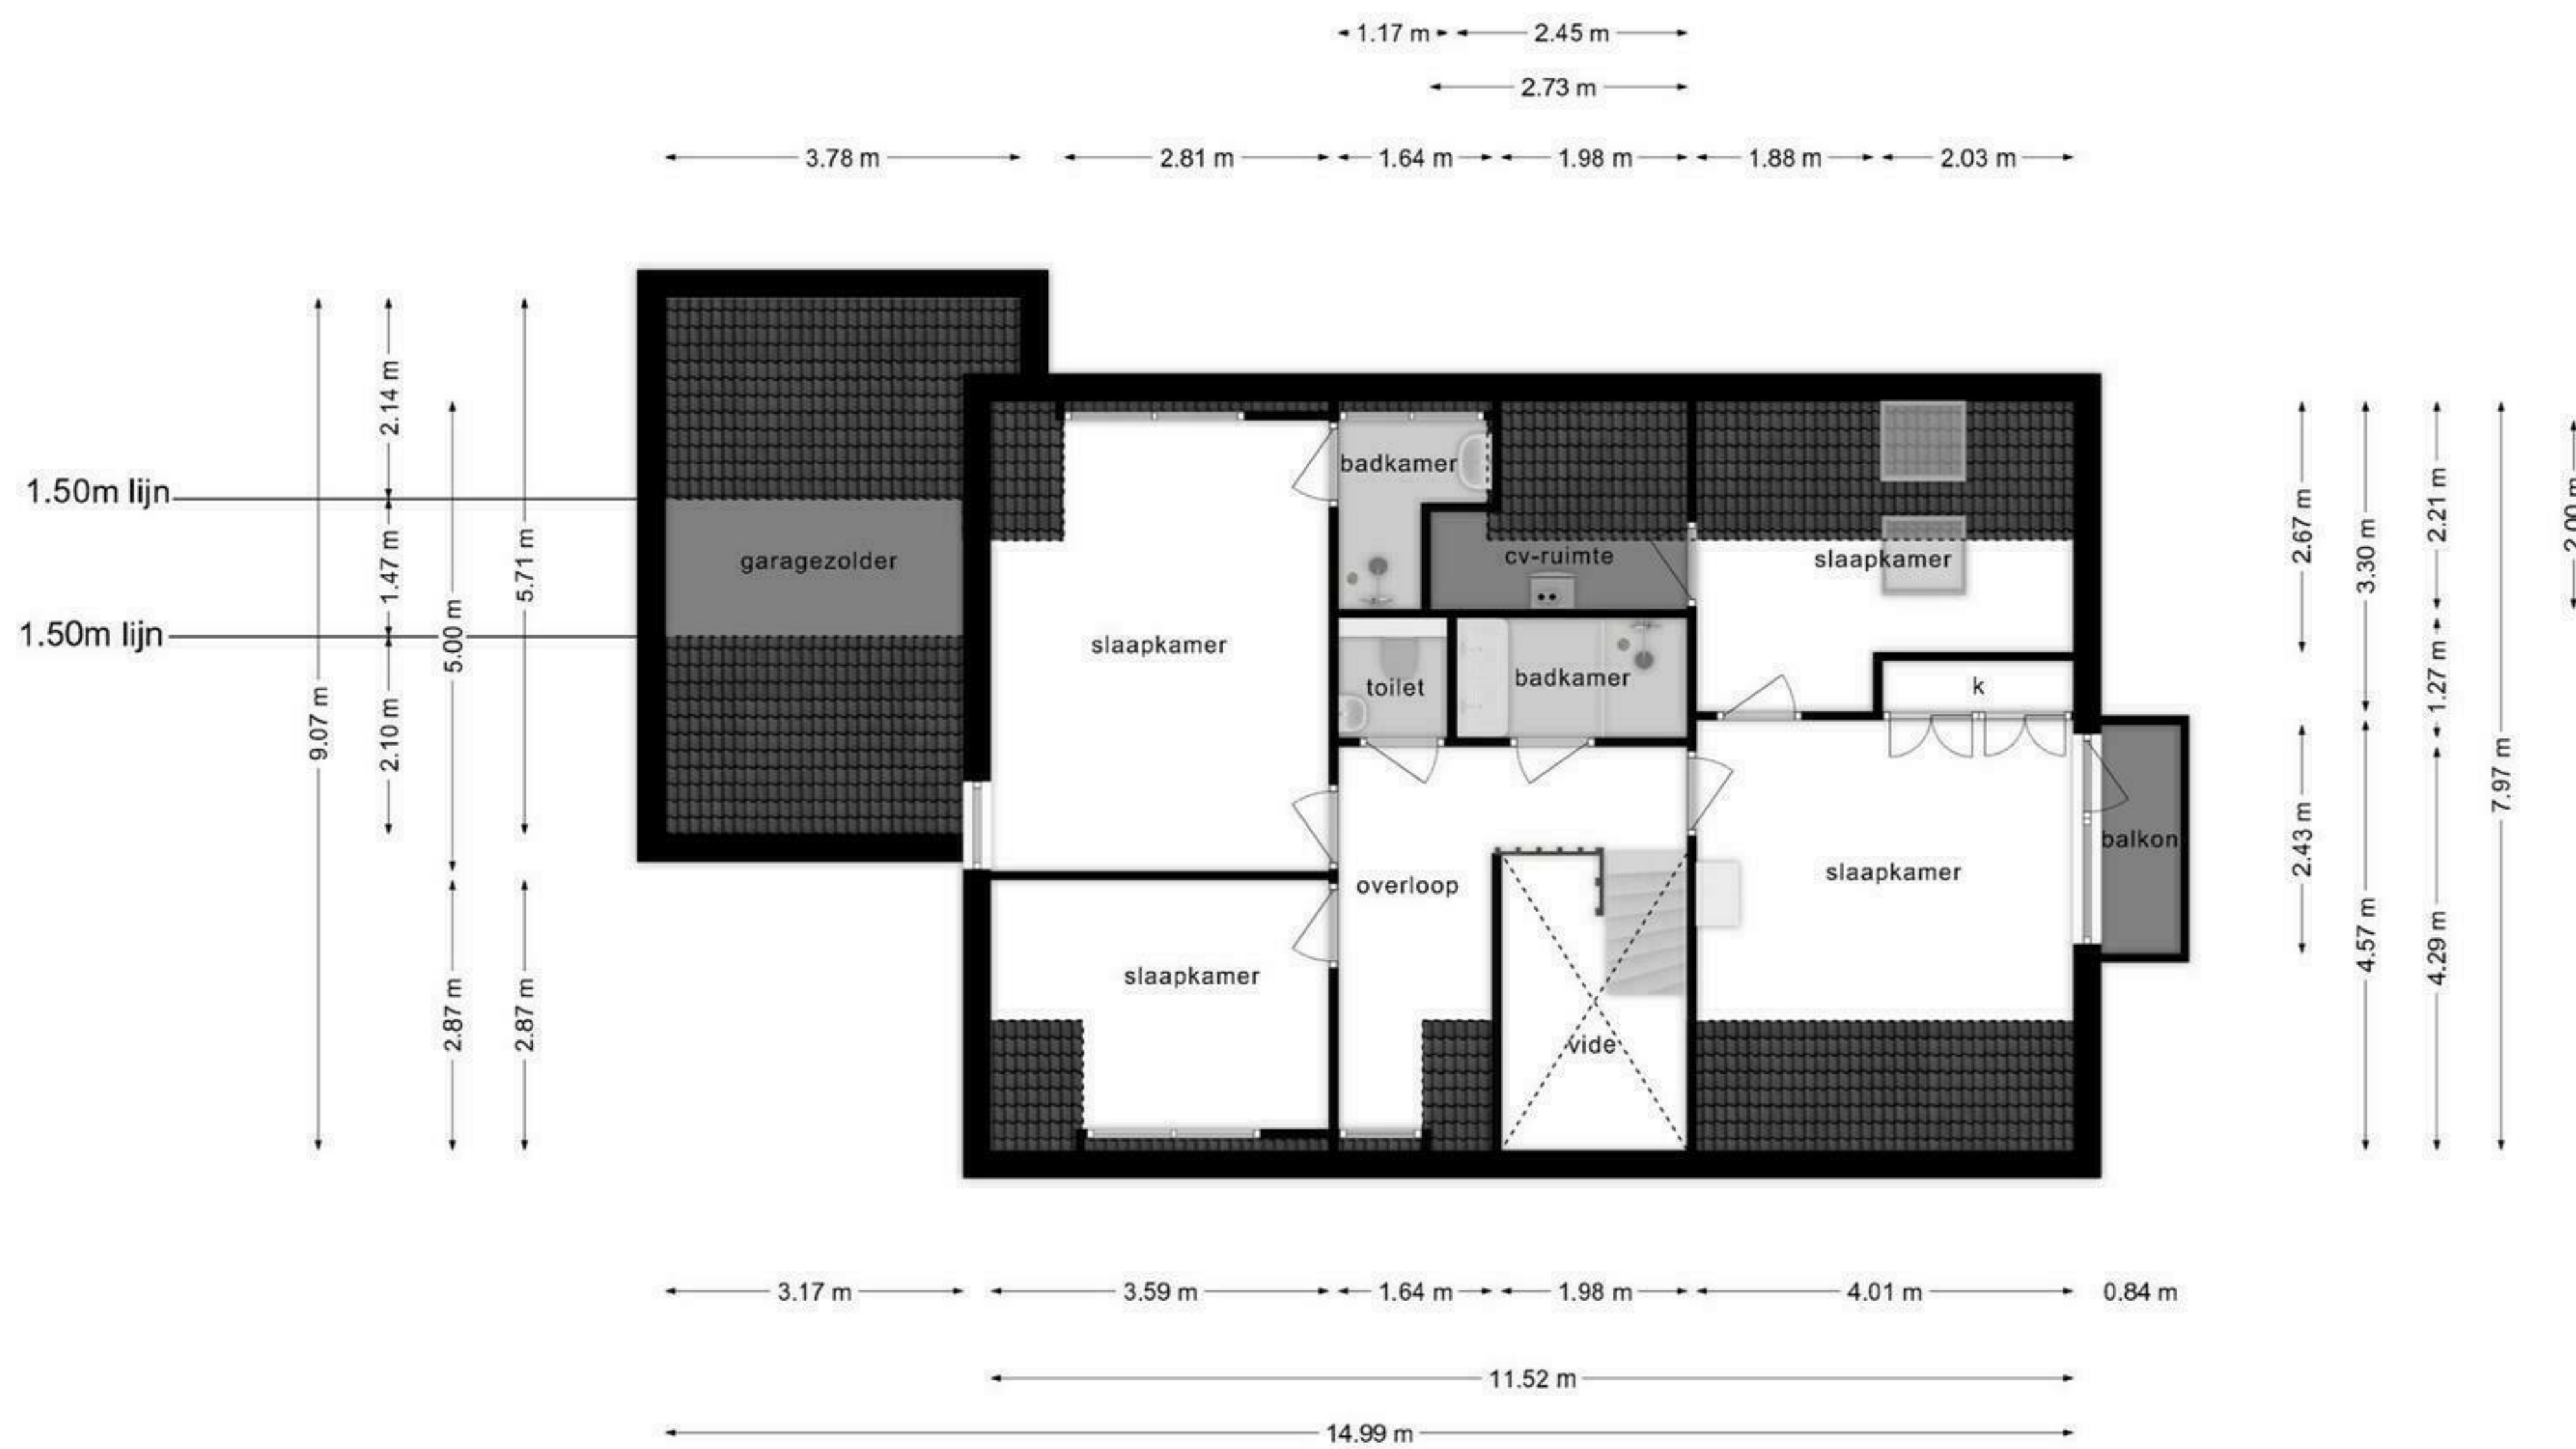 1.17 m
2.45 m
2.73 m
3.78 m
2.81 m
1.64 m
1.98 m
1.88 m
2.03 m
1.50m lijn
1.50m lijn
9.07 m
2.14 m
1.47 m
2.10 m
5.00 m
2.87 m
5.71 m
2.87 m
garagezolder
slaapkamer
badkamer
cv-ruimte
slaapkamer
toilet
badkamer
k
overloop
slaapkamer
balkon
slaapkamer
vide
2.67 m
2.43 m
3.30 m
4.57 m
2.21 m
1.27 m
4.29 m
7.97 m
2.00 m
3.17 m
3.59 m
1.64 m
1.98 m
4.01 m
0.84 m
11.52 m
14.99 m